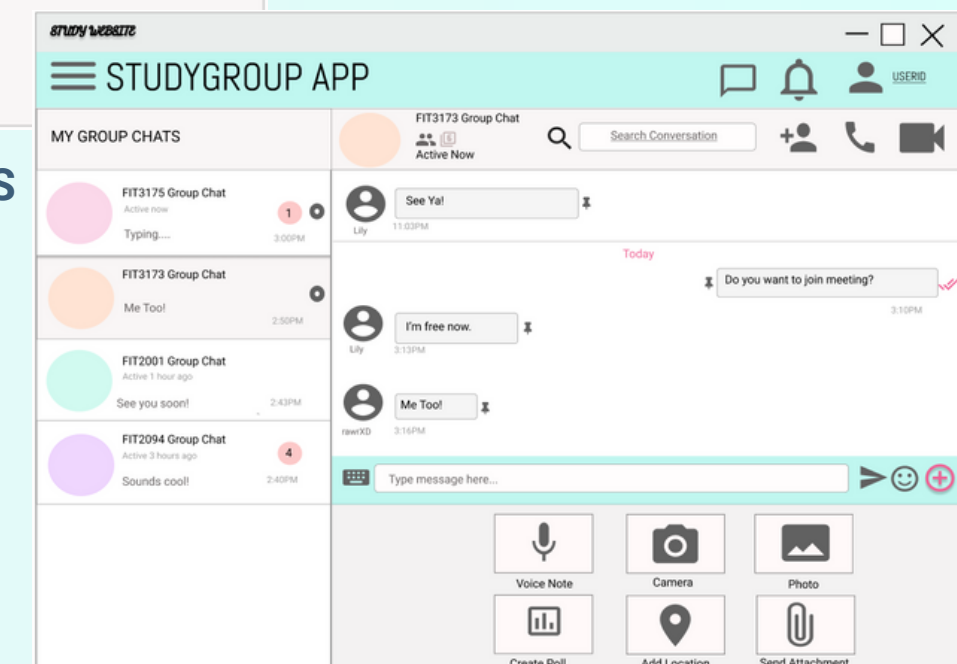 S
STUDY WEBSITE
STUDYGROUP APP
USERID
MY GROUP CHATS
FIT3173 Group Chat
Active Now
Search Conversation
FIT3175 Group Chat
Active now
Typing....
1
3:00PM
FIT3173 Group Chat
Me Too!
2:50PM
FIT2001 Group Chat
Active 1 hour ago
See you soon!
2:43PM
FIT2094 Group Chat
Active 3 hours ago
4
Sounds cool!
2:40PM
See Ya!
Lily
11:03PM
Today
Do you want to join meeting?
3:10PM
I'm free now.
Lily
3:13PM
Me Too!
rawrXD
3:16PM
Type message here...
Voice Note
Camera
Photo
Create Poll
Add Location
Send Attachment